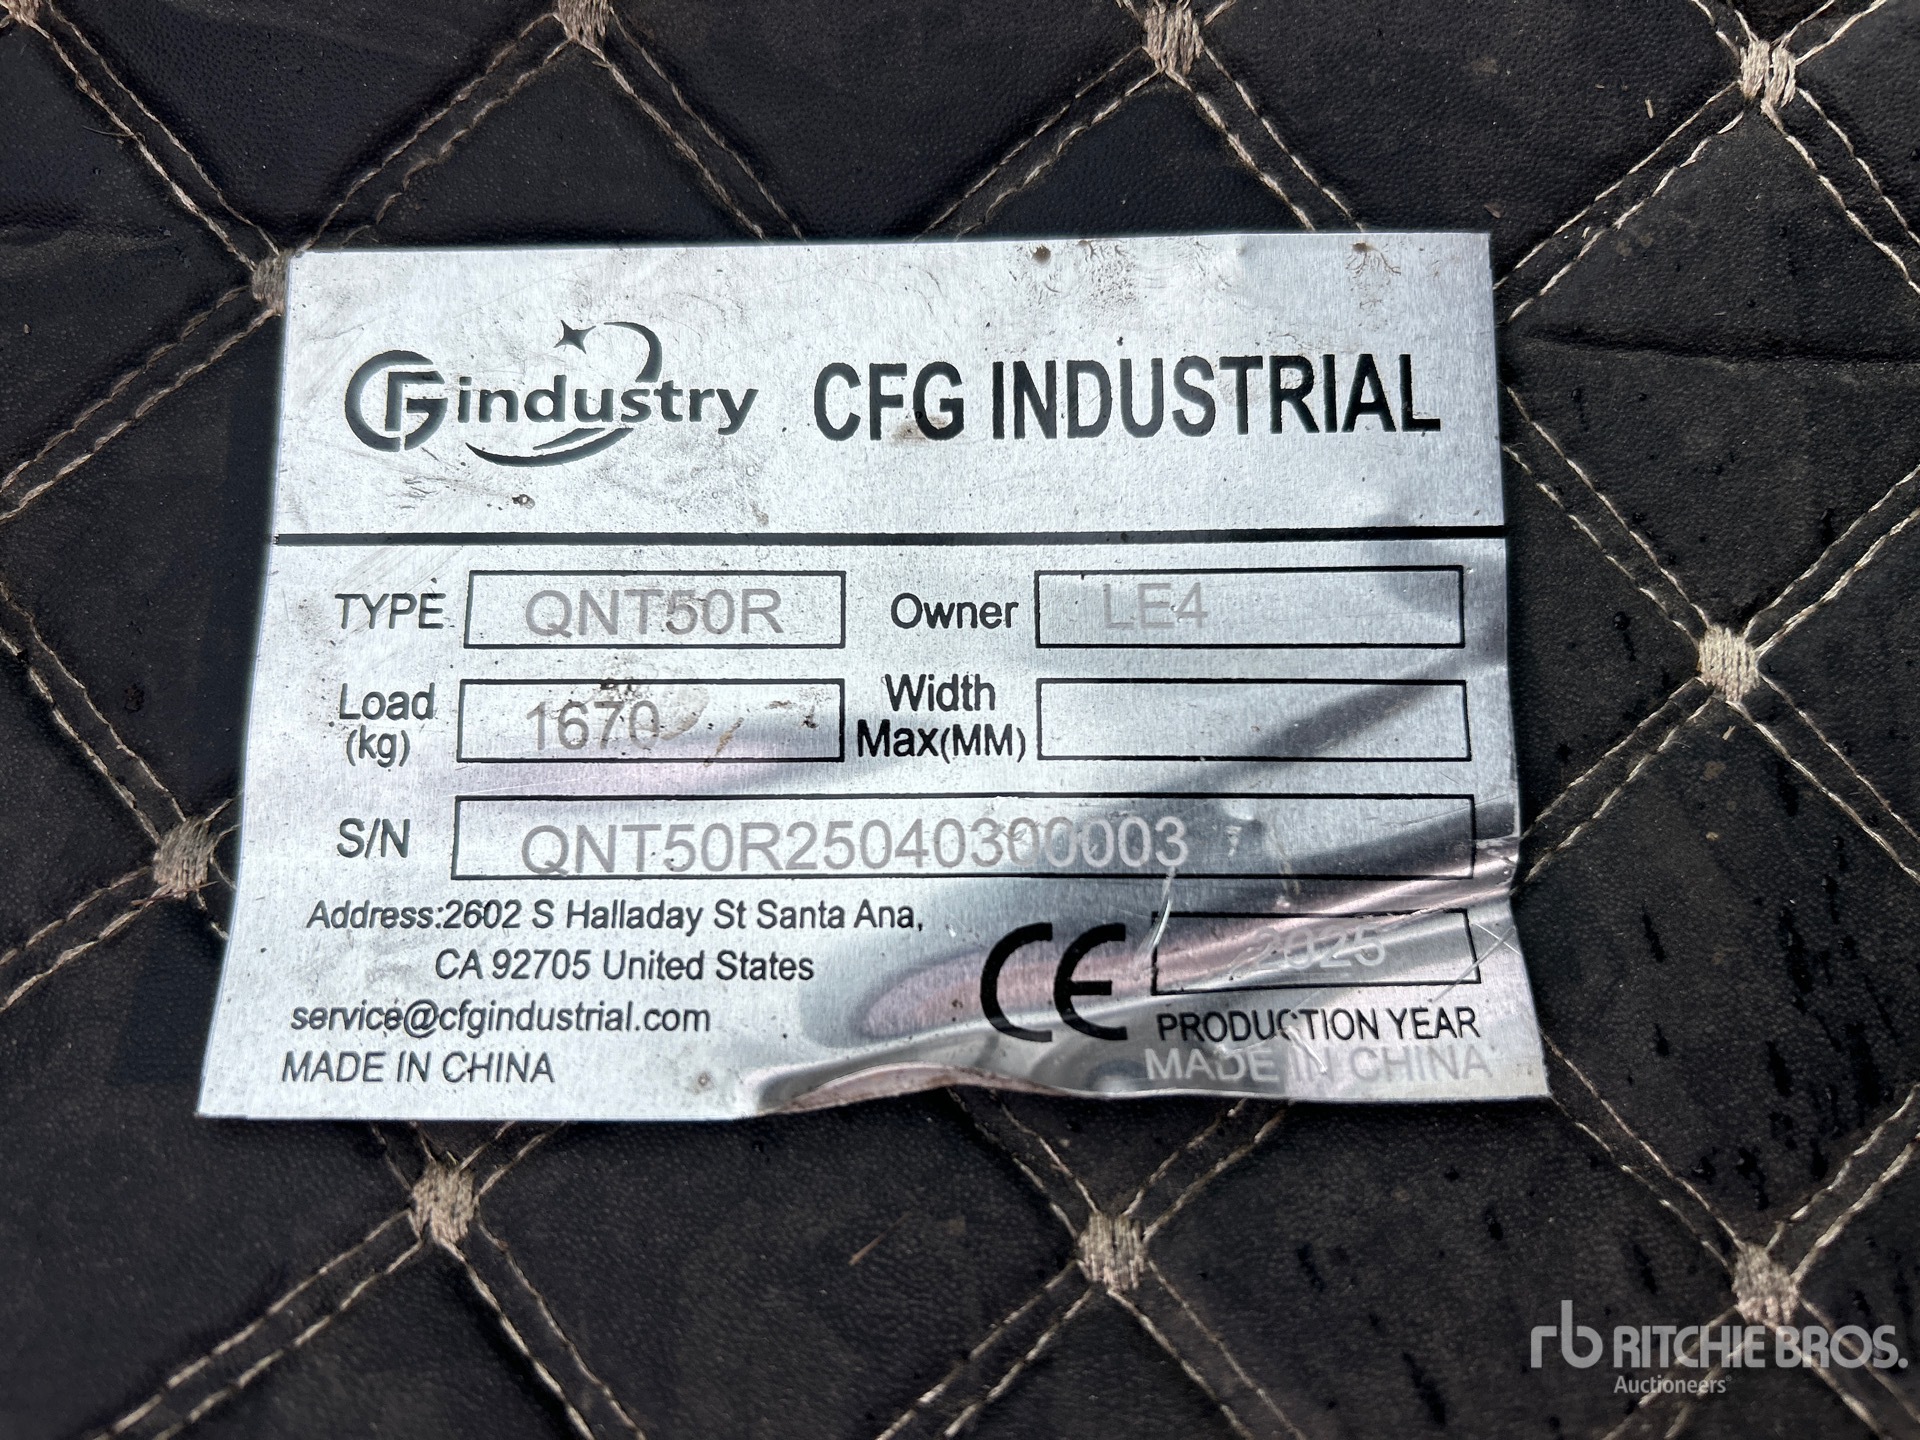 CFG industry CFG INDUSTRIAL
TYPE QNT50R Owner LE4
Load (kg) 1670 Width Max(MM)
S/N QNT50R25040300003
Address:2602 S Halladay St Santa Ana,
CA 92705 United States
service@cfgindustrial.com
MADE IN CHINA
CE 2025
PRODUCTION YEAR
MADE IN CHINA
rb RITCHIE BROS.
Auctioneers